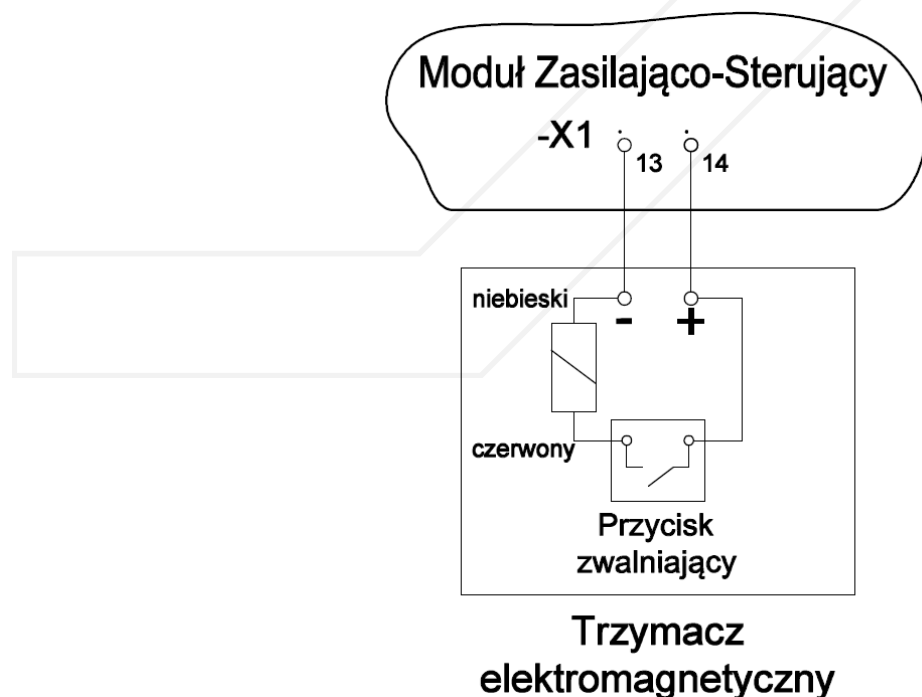 Moduł Zasilająco-Sterujący
-X1
13 14
niebieski
- +
czerwony
Przycisk
zwalniający
Trzymacz
elektromagnetyczny